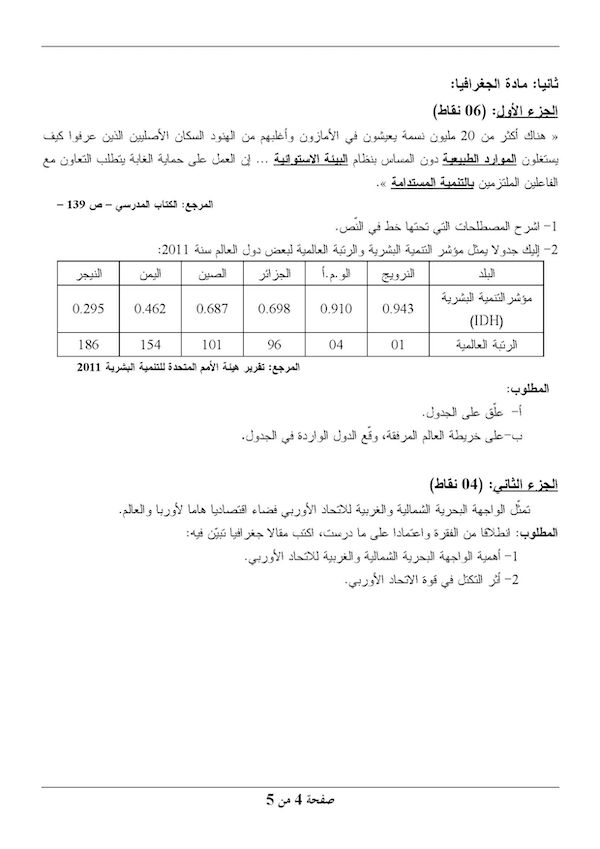 ثانيا: مادة الجغرافيا:
الجزء الأول: (06 نقاط)
« هناك أكثر من 20 مليون نسمة يعيشون في الأمازون وأغلبهم من الهنود السكان الأصليين الذين عرفوا كيف
يستغلون الموارد الطبيعية دون المساس بنظام البيئة الاستوائية ... إن العمل على حماية الغابة يتطلب التعاون مع
الفاعلين الملتزمين بالتنمية المستدامة ».
المرجع: الكتاب المدرسي – ص 139 –
1- اشرح المصطلحات التي تحتها خط في النّص.
2- إليك جدولا يمثل مؤشر التنمية البشرية والرتبة العالمية لبعض دول العالم سنة 2011:
البلد النرويج الو.م.أ الجزائر الصين اليمن النيجر
مؤشر التنمية البشرية (IDH) 0.943 0.910 0.698 0.687 0.462 0.295
الرتبة العالمية 01 04 96 101 154 186
المرجع: تقرير هيئة الأمم المتحدة للتنمية البشرية 2011
المطلوب:
أ- علّق على الجدول.
ب-على خريطة العالم المرفقة، وقّع الدول الواردة في الجدول.
الجزء الثاني: (04 نقاط)
تمثّل الواجهة البحرية الشمالية والغربية للاتحاد الأوربي فضاء اقتصاديا هاما لأوربا والعالم.
المطلوب: انطلاقا من الفقرة واعتمادا على ما درست، اكتب مقالا جغرافيا تبيّن فيه:
1- أهمية الواجهة البحرية الشمالية والغربية للاتحاد الأوربي.
2- أثر التكتل في قوة الاتحاد الأوربي.
صفحة 4 من 5